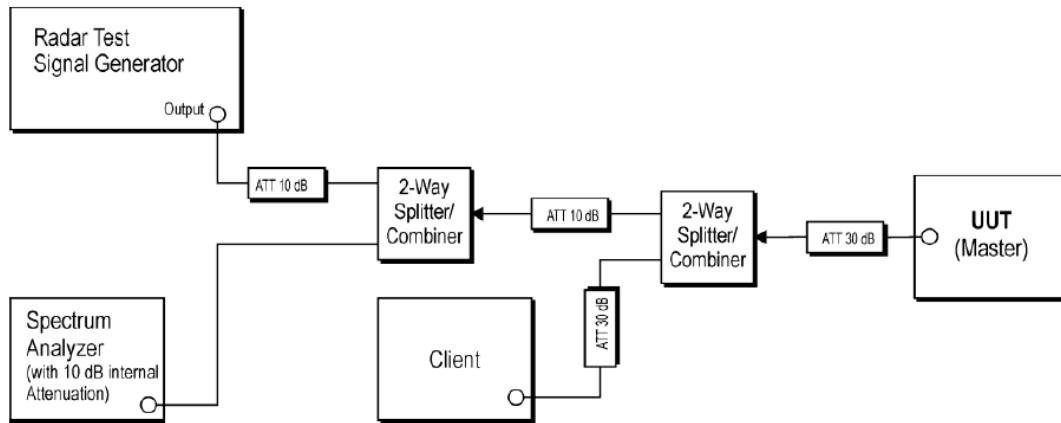 Radar Test
Signal Generator
Output
ATT 10 dB
2-Way
Splitter/
Combiner
ATT 10 dB
2-Way
Splitter/
Combiner
ATT 30 dB
UUT
(Master)
ATT 30 dB
Spectrum
Analyzer
(with 10 dB internal
Attenuation)
Client